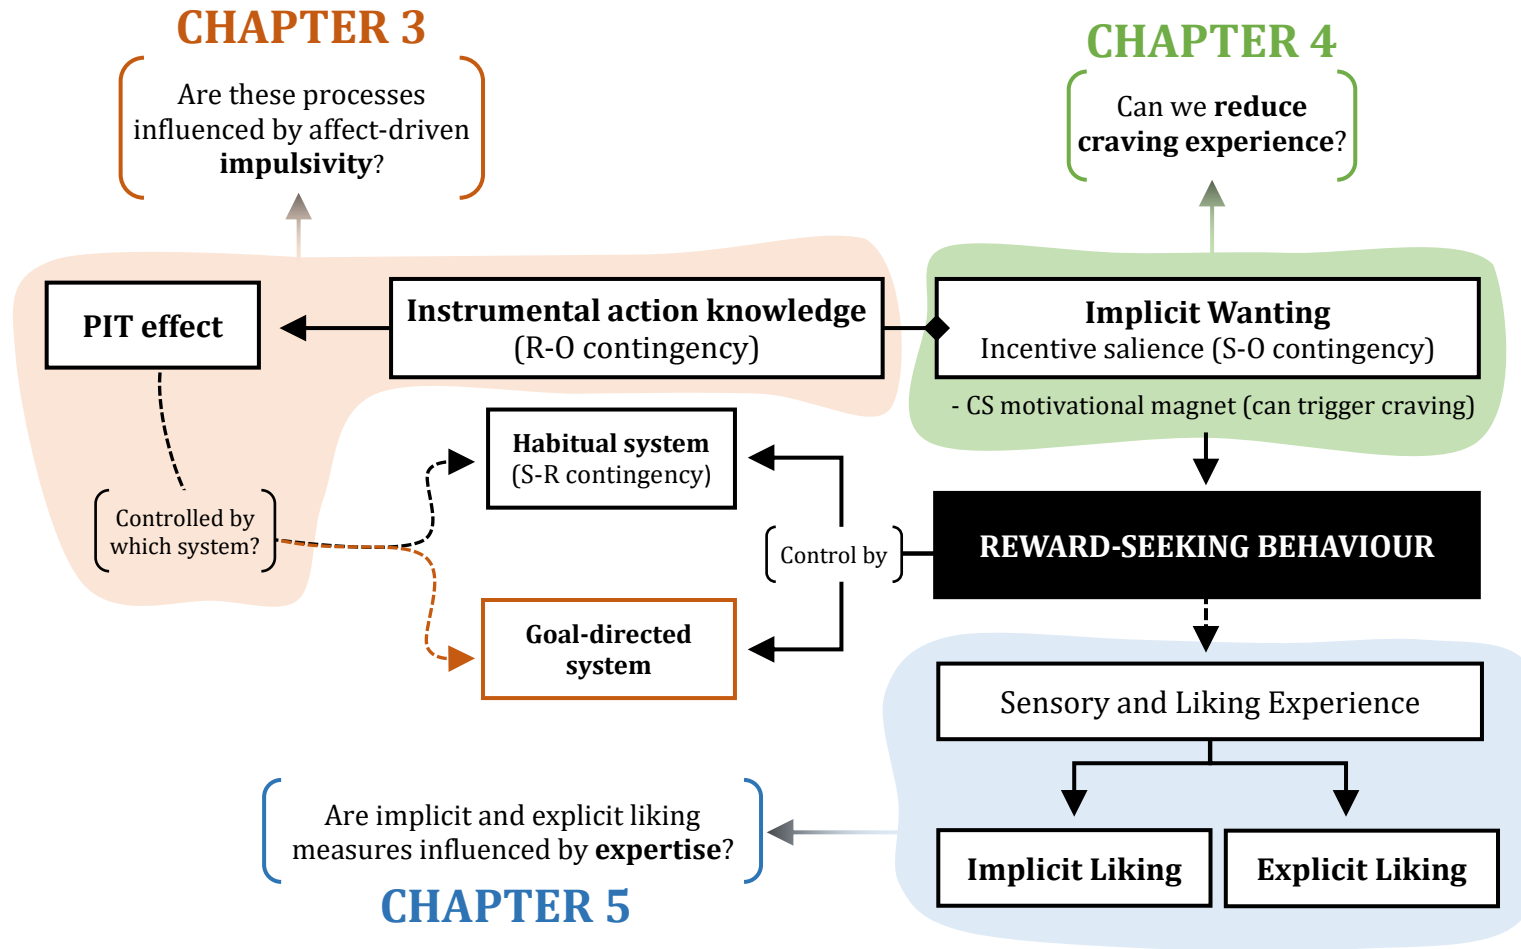 CHAPTER 3
Are these processes
influenced by affect-driven
impulsivity?
CHAPTER 4
Can we reduce
craving experience?
PIT effect
Instrumental action knowledge
(R-O contingency)
Implicit Wanting
Incentive salience (S-O contingency)
- CS motivational magnet (can trigger craving)
Habitual system
(S-R contingency)
Controlled by
which system?
Control by
REWARD-SEEKING BEHAVIOUR
Goal-directed
system
Sensory and Liking Experience
Are implicit and explicit liking
measures influenced by expertise?
CHAPTER 5
Implicit Liking
Explicit Liking